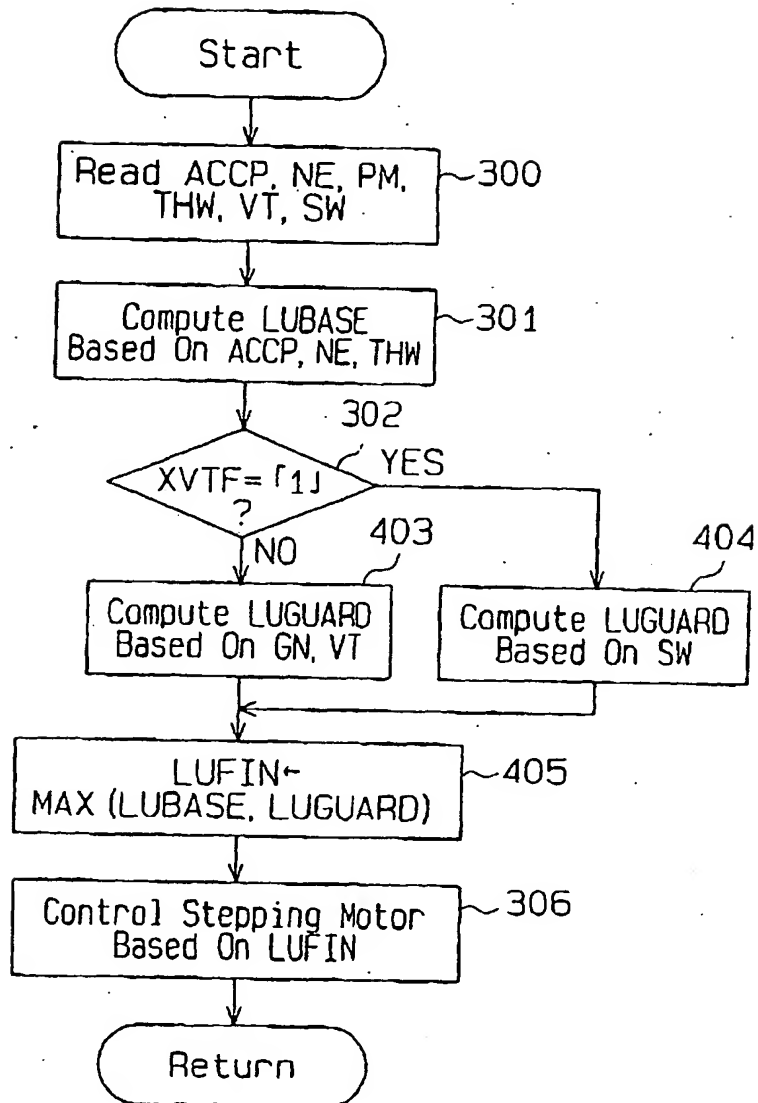 Start
Read ACCP, NE, PM,
THW, VT, SW
300
Compute LUBASE
Based On ACCP, NE, THW
301
302
XVTF=「1」
?
YES
NO
403
404
Compute LUGUARD
Based On GN, VT
Compute LUGUARD
Based On SW
LUFIN←
MAX (LUBASE, LUGUARD)
405
Control Stepping Motor
Based On LUFIN
306
Return